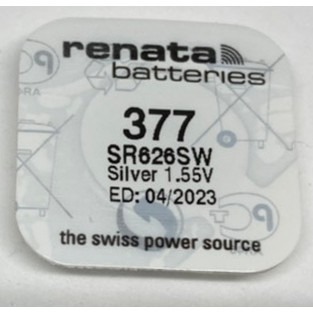 renata
batteries
377
SR626SW
Silver 1.55V
ED: 04/2023
the swiss power source